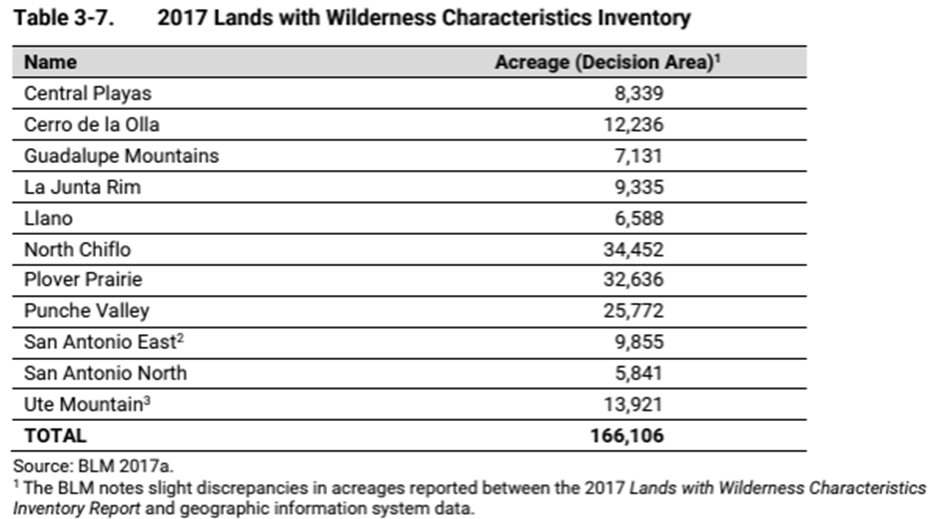 Table 3-7. 2017 Lands with Wilderness Characteristics Inventory
Name Acreage (Decision Area)¹
Central Playas 8,339
Cerro de la Olla 12,236
Guadalupe Mountains 7,131
La Junta Rim 9,335
Llano 6,588
North Chiflo 34,452
Plover Prairie 32,636
Punche Valley 25,772
San Antonio East² 9,855
San Antonio North 5,841
Ute Mountain³ 13,921
TOTAL 166,106
Source: BLM 2017a.
¹ The BLM notes slight discrepancies in acreages reported between the 2017 Lands with Wilderness Characteristics
Inventory Report and geographic information system data.